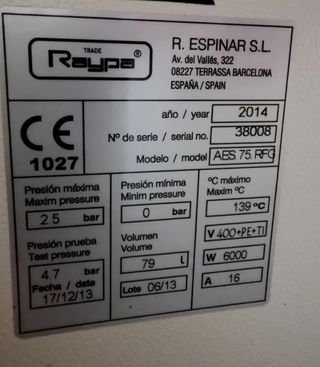 TRADE
Raypa ®
R. ESPINAR S.L.
Av. del Vallés, 322
08227 TERRASSA BARCELONA
ESPAÑA / SPAIN
CE
1027
año / year 2014
Nº de serie / serial no. 38008
Modelo / model AES 75 RFC
Presión máxima
Maxim pressure
2.5 bar
Presión prueba
Test pressure
4.7 bar
Fecha / date
17/12/13
Presión mínima
Minim pressure
0 bar
Volumen
Volume
79 l
Lote 06/13
ºC máximo
Maxim ºC
139 ºC
V 400+PE+TI
W 6000
A 16